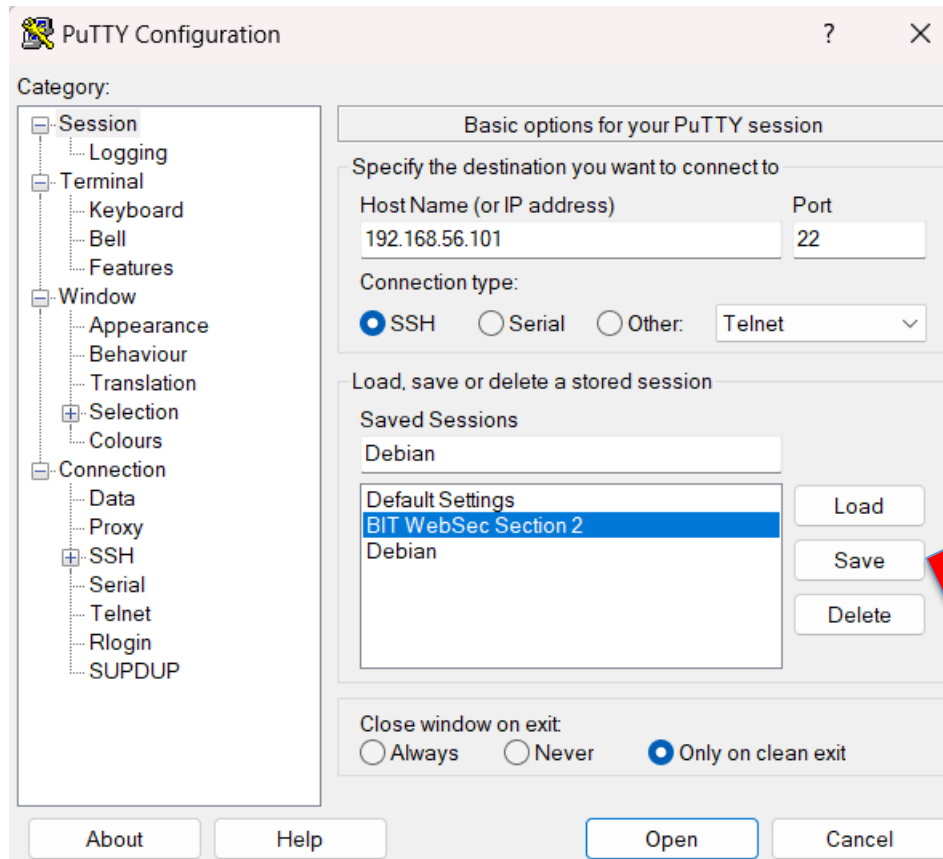 PuTTY Configuration ?
Category:
Session
Logging
Terminal
Keyboard
Bell
Features
Window
Appearance
Behaviour
Translation
Selection
Colours
Connection
Data
Proxy
SSH
Serial
Telnet
Rlogin
SUPDUP
Basic options for your PuTTY session
Specify the destination you want to connect to
Host Name (or IP address) Port
192.168.56.101 22
Connection type:
SSH Serial Other: Telnet
Load, save or delete a stored session
Saved Sessions
Debian
Default Settings
BIT WebSec Section 2
Debian
Load
Save
Delete
Close window on exit:
Always Never Only on clean exit
About Help Open Cancel